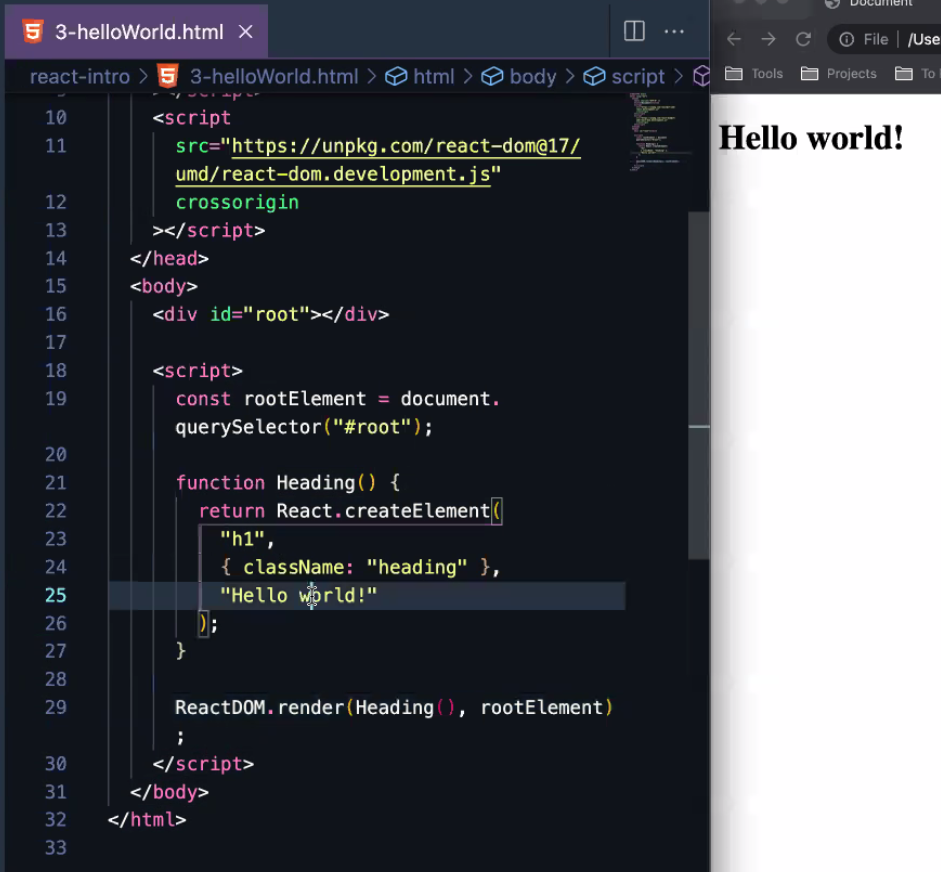 3-helloWorld.html
Document
File | /Use
react-intro > 3-helloWorld.html > html > body > script >
Tools Projects To
10 <script
11 src="https://unpkg.com/react-dom@17/
umd/react-dom.development.js"
12 crossorigin
13 ></script>
14 </head>
15 <body>
16 <div id="root"></div>
17
18 <script>
19 const rootElement = document.
querySelector("#root");
20
21 function Heading() {
22 return React.createElement(
23 "h1",
24 { className: "heading" },
25 "Hello world!"
26 );
27 }
28
29 ReactDOM.render(Heading(), rootElement)
;
30 </script>
31 </body>
32 </html>
33
Hello world!